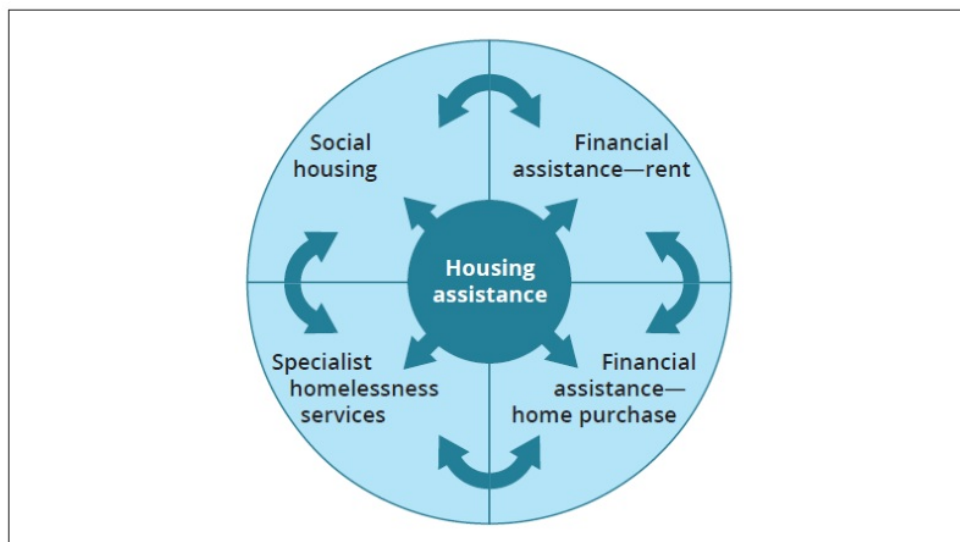 Social
housing
Financial
assistance—rent
Housing
assistance
Specialist
homelessness
services
Financial
assistance—
home purchase